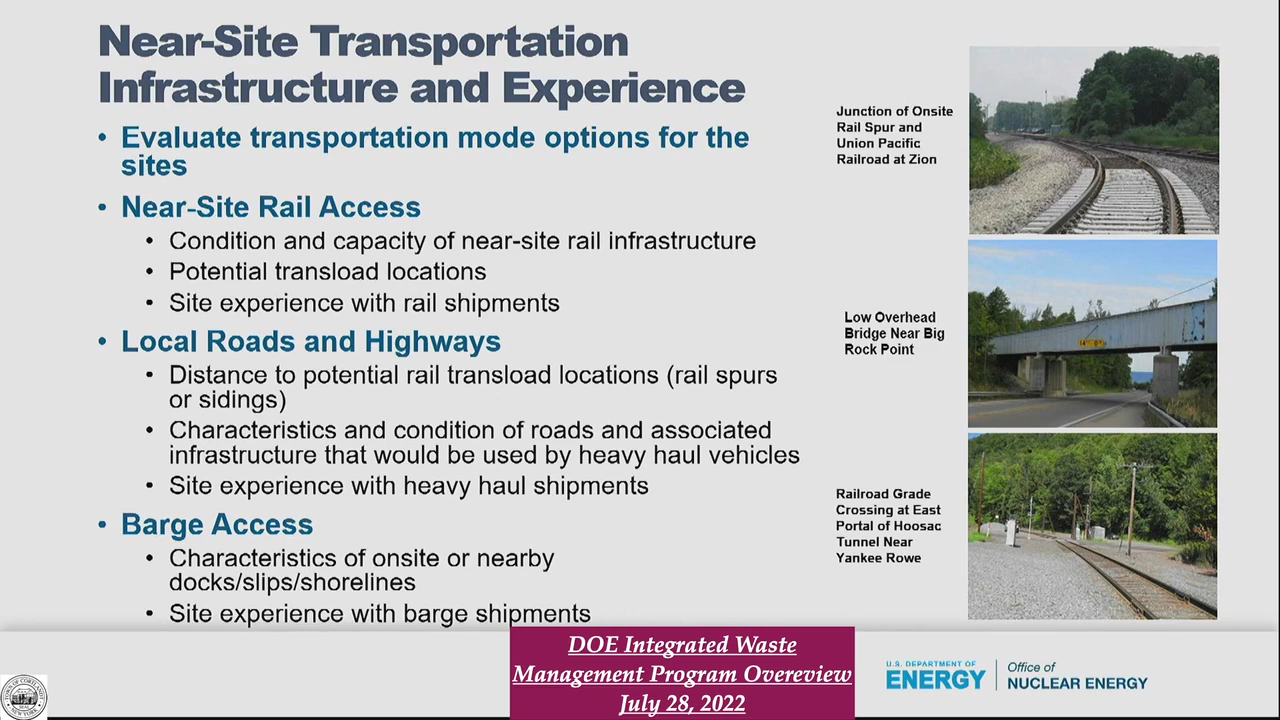 Near-Site Transportation
Infrastructure and Experience
• Evaluate transportation mode options for the
sites
• Near-Site Rail Access
• Condition and capacity of near-site rail infrastructure
• Potential transload locations
• Site experience with rail shipments
• Local Roads and Highways
• Distance to potential rail transload locations (rail spurs
or sidings)
• Characteristics and condition of roads and associated
infrastructure that would be used by heavy haul vehicles
• Site experience with heavy haul shipments
• Barge Access
• Characteristics of onsite or nearby
docks/slips/shorelines
• Site experience with barge shipments
Junction of Onsite
Rail Spur and
Union Pacific
Railroad at Zion
Low Overhead
Bridge Near Big
Rock Point
Railroad Grade
Crossing at East
Portal of Hoosac
Tunnel Near
Yankee Rowe
DOE Integrated Waste
Management Program Overeview
July 28, 2022
U.S. DEPARTMENT OF
ENERGY
Office of
NUCLEAR ENERGY